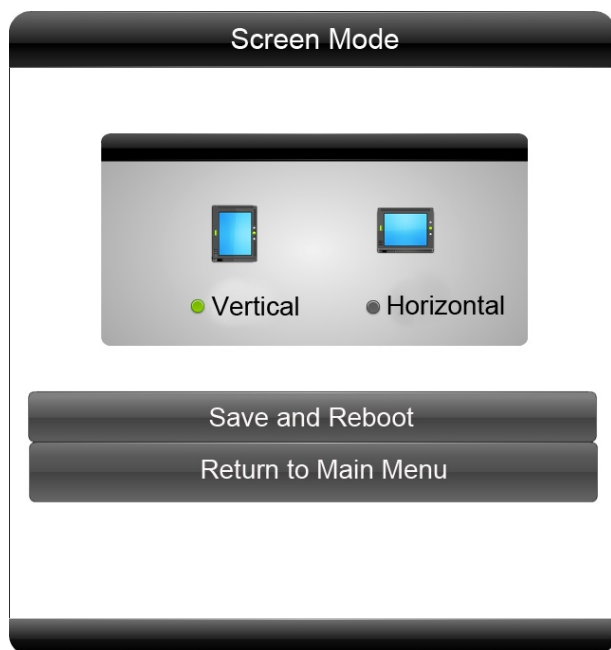 Screen Mode
Vertical
Horizontal
Save and Reboot
Return to Main Menu